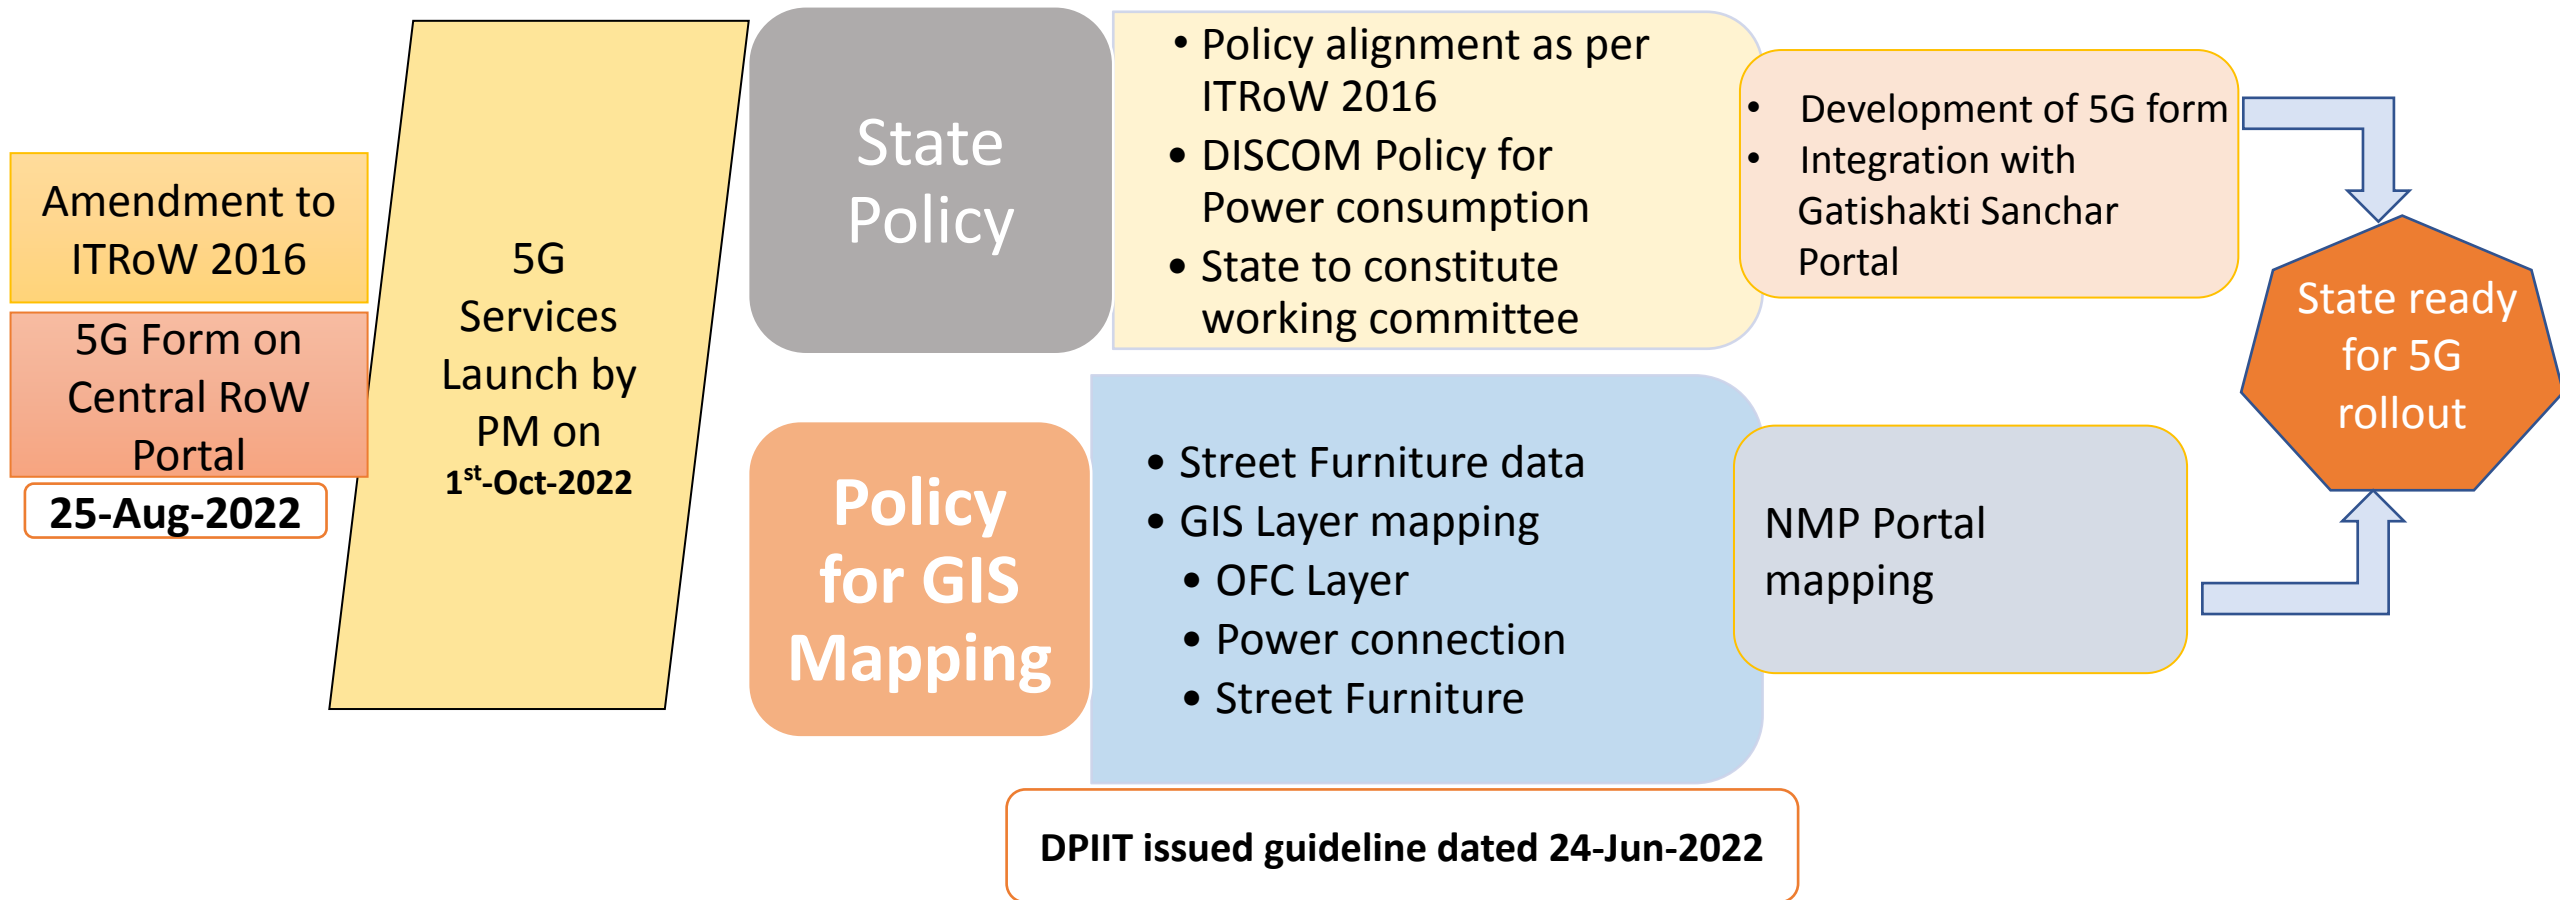 Amendment to
ITRoW 2016
5G Form on
Central RoW
Portal
25-Aug-2022
5G
Services
Launch by
PM on
1st-Oct-2022
State
Policy
• Policy alignment as per
ITRoW 2016
• DISCOM Policy for
Power consumption
• State to constitute
working committee
• Development of 5G form
• Integration with
Gatishakti Sanchar
Portal
Policy
for GIS
Mapping
• Street Furniture data
• GIS Layer mapping
• OFC Layer
• Power connection
• Street Furniture
NMP Portal
mapping
State ready
for 5G
rollout
DPIIT issued guideline dated 24-Jun-2022